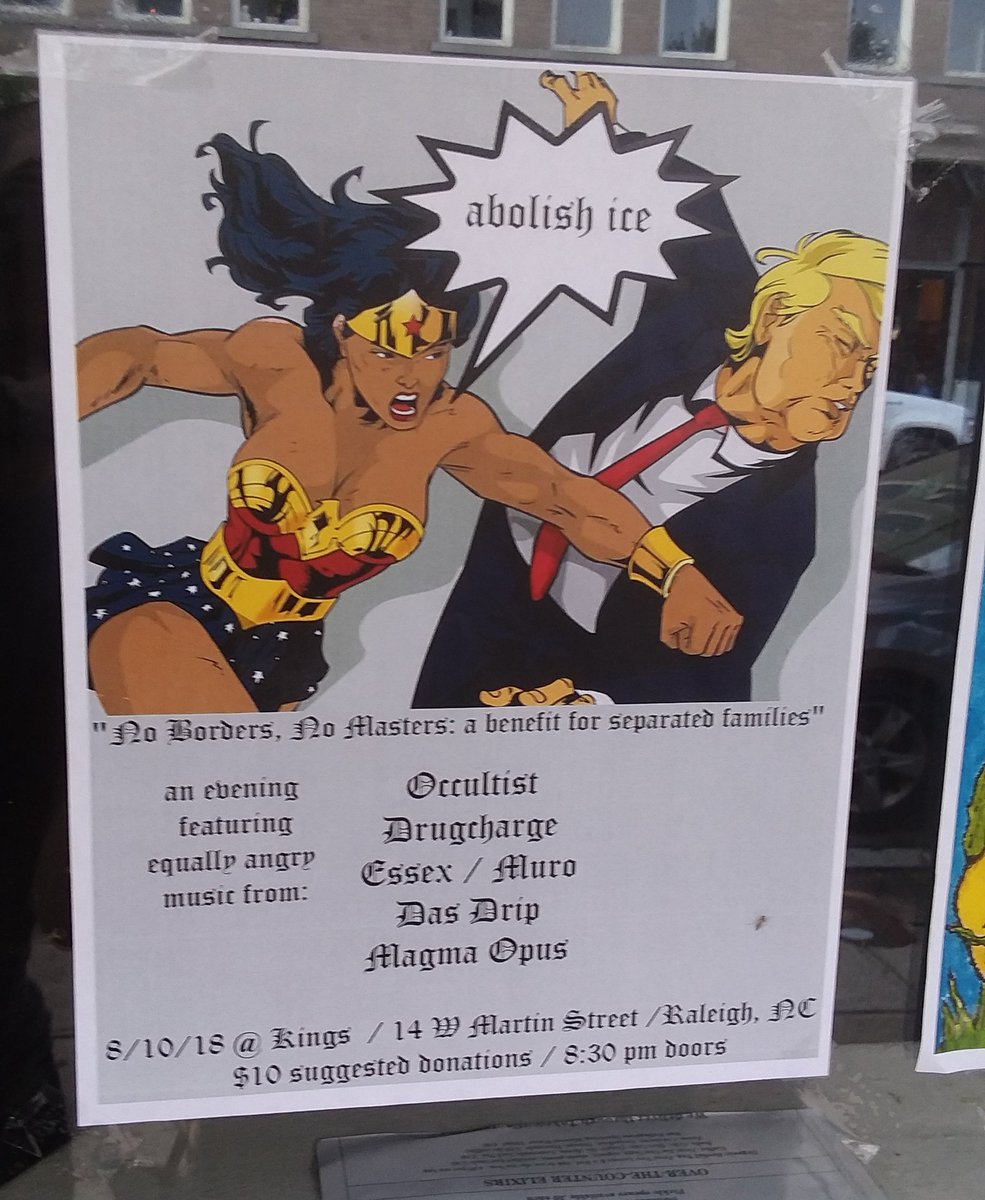 abolish ice
"No Borders, No Masters: a benefit for separated families"
an evening
featuring
equally angry
music from:
Occultist
Drugcharge
Essex / Muro
Das Drip
Magma Opus
8/10/18 @ Kings / 14 W Martin Street /Raleigh, NC
$10 suggested donations / 8:30 pm doors
OVER-THE-COUNTER ELIXIRS